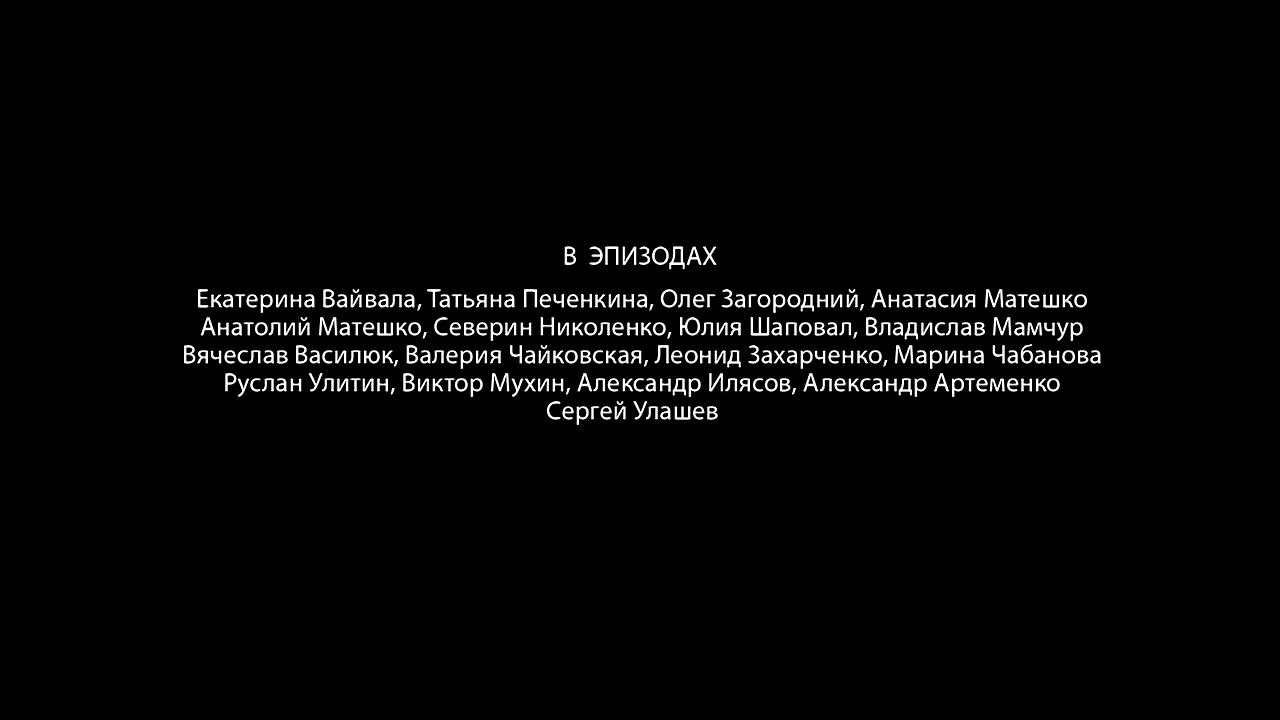 В ЭПИЗОДАХ
Екатерина Вайвала, Татьяна Печенкина, Олег Загородний, Анатасия Матешко
Анатолий Матешко, Северин Николенко, Юлия Шаповал, Владислав Мамчур
Вячеслав Василюк, Валерия Чайковская, Леонид Захарченко, Марина Чабанова
Руслан Улитин, Виктор Мухин, Александр Илясов, Александр Артеменко
Сергей Улашев